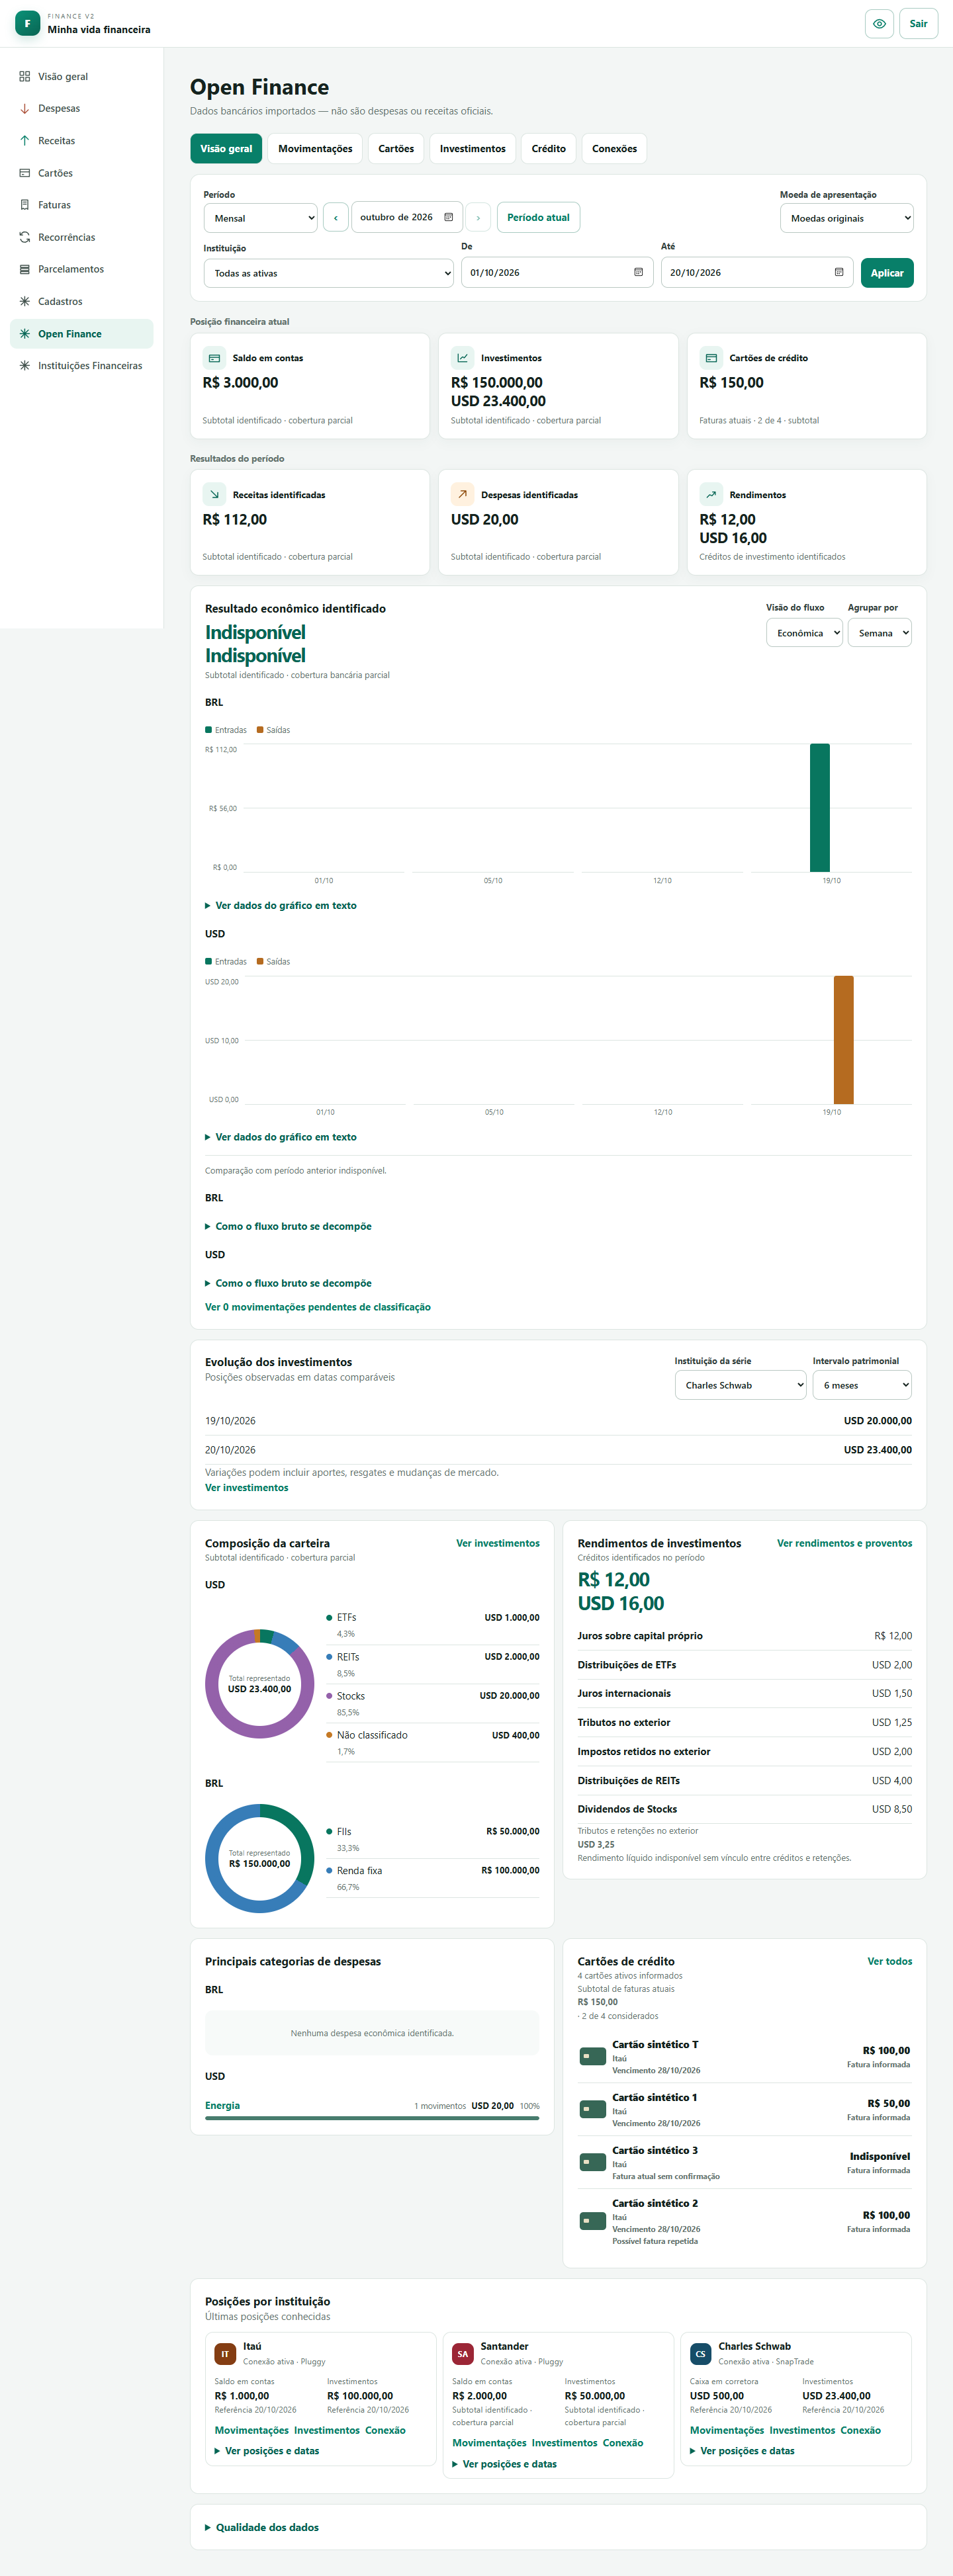 F
FINANCE V2
Minha vida financeira
Sair
Visão geral
Despesas
Receitas
Cartões
Faturas
Recorrências
Parcelamentos
Cadastros
Open Finance
Instituições Financeiras
Open Finance
Dados bancários importados — não são despesas ou receitas oficiais.
Visão geral
Movimentações
Cartões
Investimentos
Crédito
Conexões
Período
Moeda de apresentação
Mensal
‹
outubro de 2026
›
Período atual
Moedas originais
Instituição
De
Até
Todas as ativas
01/10/2026
20/10/2026
Aplicar
Posição financeira atual
Saldo em contas
R$ 3.000,00
Subtotal identificado · cobertura parcial
Investimentos
R$ 150.000,00
USD 23.400,00
Subtotal identificado · cobertura parcial
Cartões de crédito
R$ 150,00
Faturas atuais · 2 de 4 · subtotal
Resultados do período
Receitas identificadas
R$ 112,00
Subtotal identificado · cobertura parcial
Despesas identificadas
USD 20,00
Subtotal identificado · cobertura parcial
Rendimentos
R$ 12,00
USD 16,00
Créditos de investimento identificados
Resultado econômico identificado
Indisponível
Indisponível
Subtotal identificado · cobertura bancária parcial
Visão do fluxo
Econômica
Agrupar por
Semana
BRL
Entradas
Saídas
R$ 112,00
R$ 56,00
R$ 0,00
01/10
05/10
12/10
19/10
Ver dados do gráfico em texto
USD
Entradas
Saídas
USD 20,00
USD 10,00
USD 0,00
01/10
05/10
12/10
19/10
Ver dados do gráfico em texto
Comparação com período anterior indisponível.
BRL
Como o fluxo bruto se decompõe
USD
Como o fluxo bruto se decompõe
Ver 0 movimentações pendentes de classificação
Evolução dos investimentos
Posições observadas em datas comparáveis
Instituição da série
Charles Schwab
Intervalo patrimonial
6 meses
19/10/2026
USD 20.000,00
20/10/2026
USD 23.400,00
Variações podem incluir aportes, resgates e mudanças de mercado.
Ver investimentos
Composição da carteira
Ver investimentos
Subtotal identificado · cobertura parcial
USD
Total representado
USD 23.400,00
ETFs
USD 1.000,00
4,3%
REITs
USD 2.000,00
8,5%
Stocks
USD 20.000,00
85,5%
Não classificado
USD 400,00
1,7%
BRL
Total representado
R$ 150.000,00
FIIs
R$ 50.000,00
33,3%
Renda fixa
R$ 100.000,00
66,7%
Rendimentos de investimentos
Ver rendimentos e proventos
Créditos identificados no período
R$ 12,00
USD 16,00
Juros sobre capital próprio
R$ 12,00
Distribuições de ETFs
USD 2,00
Juros internacionais
USD 1,50
Tributos no exterior
USD 1,25
Impostos retidos no exterior
USD 2,00
Distribuições de REITs
USD 4,00
Dividendos de Stocks
USD 8,50
Tributos e retenções no exterior
USD 3,25
Rendimento líquido indisponível sem vínculo entre créditos e retenções.
Principais categorias de despesas
BRL
Nenhuma despesa econômica identificada.
USD
Energia
1 movimentos USD 20,00 100%
Cartões de crédito
Ver todos
4 cartões ativos informados
Subtotal de faturas atuais
R$ 150,00
· 2 de 4 considerados
Cartão sintético T
Itaú
Vencimento 28/10/2026
R$ 100,00
Fatura informada
Cartão sintético 1
Itaú
Vencimento 28/10/2026
R$ 50,00
Fatura informada
Cartão sintético 3
Itaú
Fatura atual sem confirmação
Indisponível
Fatura informada
Cartão sintético 2
Itaú
Vencimento 28/10/2026
Possível fatura repetida
R$ 100,00
Fatura informada
Posições por instituição
Últimas posições conhecidas
IT
Itaú
Conexão ativa · Pluggy
Saldo em contas
R$ 1.000,00
Referência 20/10/2026
Investimentos
R$ 100.000,00
Referência 20/10/2026
Movimentações Investimentos Conexão
Ver posições e datas
SA
Santander
Conexão ativa · Pluggy
Saldo em contas
R$ 2.000,00
Subtotal identificado ·
cobertura parcial
Investimentos
R$ 50.000,00
Subtotal identificado ·
cobertura parcial
Movimentações Investimentos Conexão
Ver posições e datas
CS
Charles Schwab
Conexão ativa · SnapTrade
Caixa em corretora
USD 500,00
Referência 20/10/2026
Investimentos
USD 23.400,00
Referência 20/10/2026
Movimentações Investimentos Conexão
Ver posições e datas
Qualidade dos dados